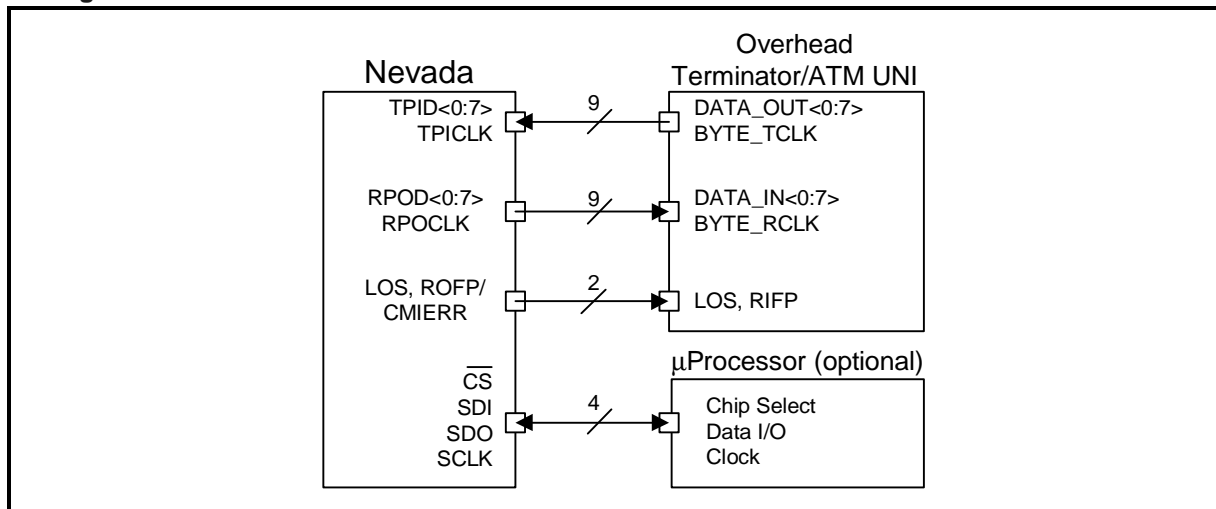 Nevada
Overhead
Terminator/ATM UNI
TPID<0:7>
TPICLK
9
DATA_OUT<0:7>
BYTE_TCLK
RPOD<0:7>
RPOCLK
9
DATA_IN<0:7>
BYTE_RCLK
LOS, ROFP/
CMIERR
2
LOS, RIFP
μProcessor (optional)
CS
SDI
SDO
SCLK
4
Chip Select
Data I/O
Clock